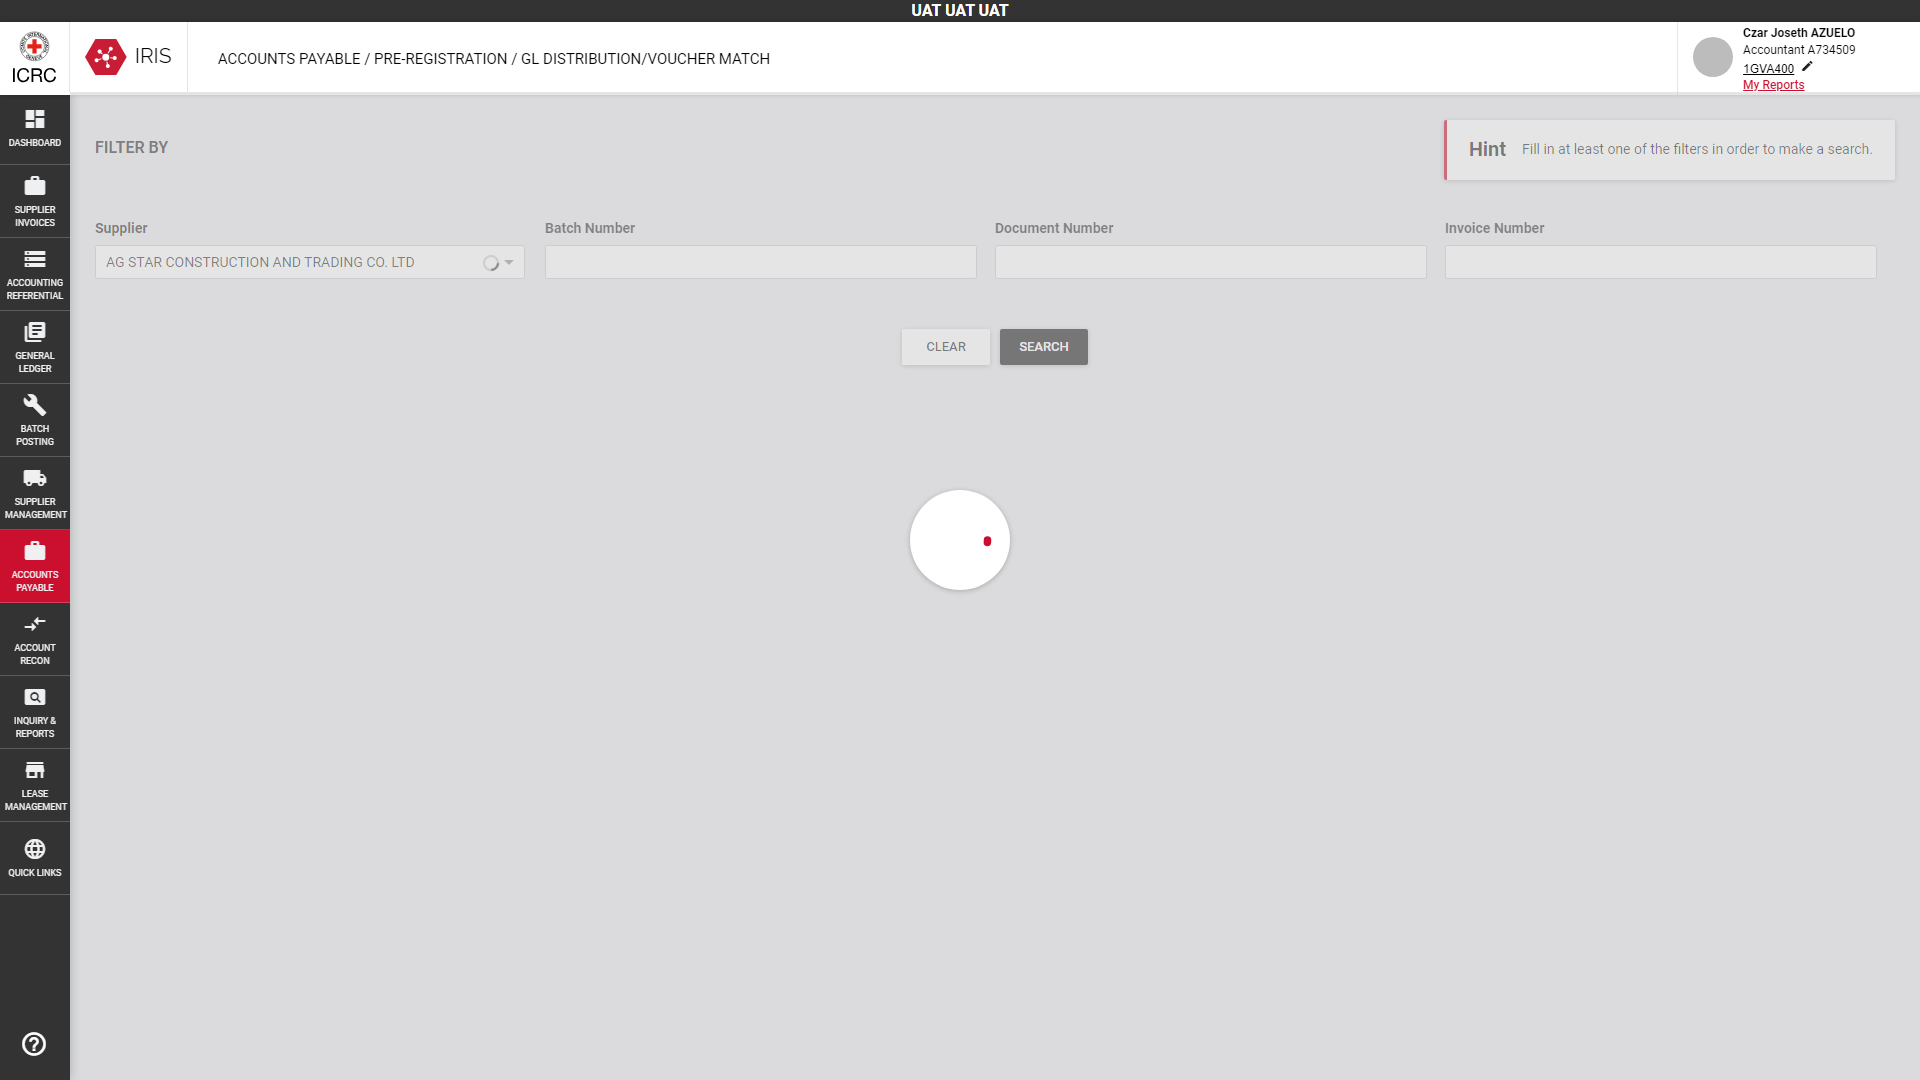 UAT UAT UAT
ICRC
IRIS
ACCOUNTS PAYABLE / PRE-REGISTRATION / GL DISTRIBUTION/VOUCHER MATCH
Czar Joseth AZUELO
Accountant A734509
1GVA400
My Reports
DASHBOARD
SUPPLIER
INVOICES
ACCOUNTING
REFERENTIAL
GENERAL
LEDGER
BATCH
POSTING
SUPPLIER
MANAGEMENT
ACCOUNTS
PAYABLE
ACCOUNT
RECON
INQUIRY &
REPORTS
LEASE
MANAGEMENT
QUICK LINKS
FILTER BY
Hint Fill in at least one of the filters in order to make a search.
Supplier
AG STAR CONSTRUCTION AND TRADING CO. LTD
Batch Number
Document Number
Invoice Number
CLEAR
SEARCH